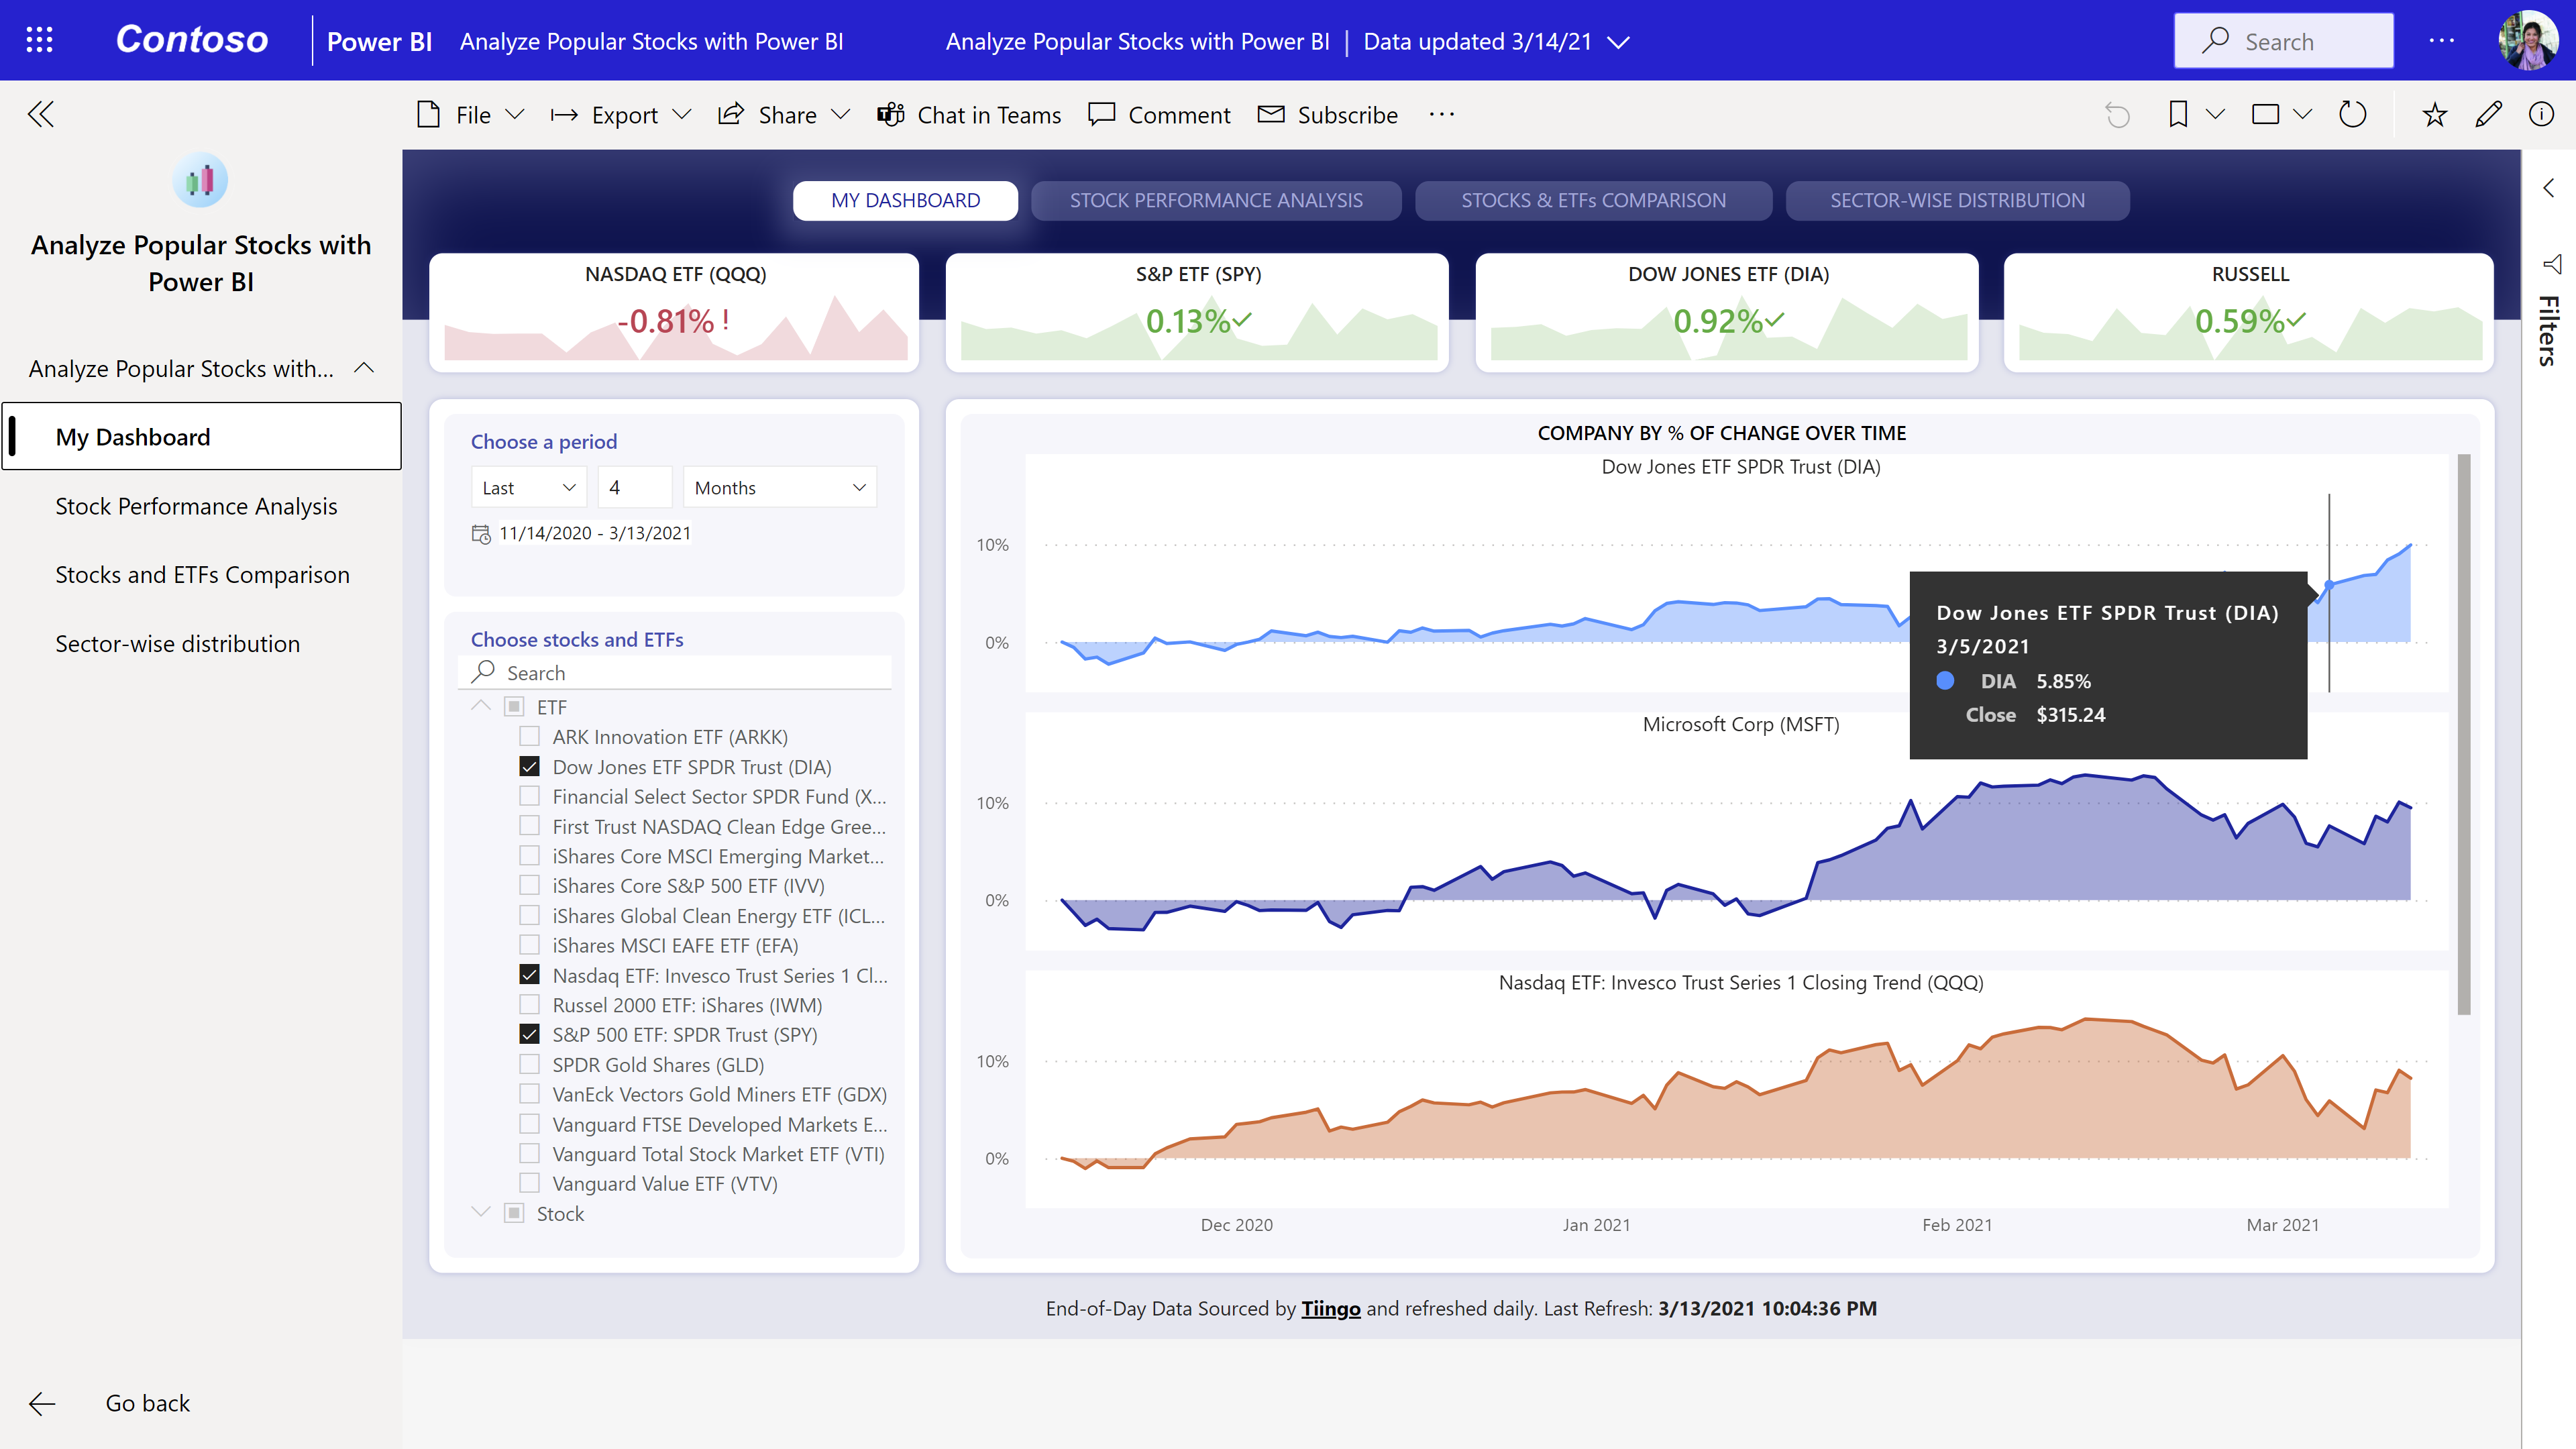 Contoso
Power BI
Analyze Popular Stocks with Power BI
Analyze Popular Stocks with Power BI | Data updated 3/14/21
Search
File
Export
Share
Chat in Teams
Comment
Subscribe
Analyze Popular Stocks with
Power BI
Analyze Popular Stocks with...
My Dashboard
Stock Performance Analysis
Stocks and ETFs Comparison
Sector-wise distribution
Go back
MY DASHBOARD
STOCK PERFORMANCE ANALYSIS
STOCKS & ETFs COMPARISON
SECTOR-WISE DISTRIBUTION
NASDAQ ETF (QQQ)
-0.81% !
S&P ETF (SPY)
0.13%
DOW JONES ETF (DIA)
0.92%
RUSSELL
0.59%
Filters
Choose a period
Last
4
Months
11/14/2020 - 3/13/2021
Choose stocks and ETFs
Search
ETF
ARK Innovation ETF (ARKK)
Dow Jones ETF SPDR Trust (DIA)
Financial Select Sector SPDR Fund (X...
First Trust NASDAQ Clean Edge Gree...
iShares Core MSCI Emerging Market...
iShares Core S&P 500 ETF (IVV)
iShares Global Clean Energy ETF (ICL...
iShares MSCI EAFE ETF (EFA)
Nasdaq ETF: Invesco Trust Series 1 Cl...
Russel 2000 ETF: iShares (IWM)
S&P 500 ETF: SPDR Trust (SPY)
SPDR Gold Shares (GLD)
VanEck Vectors Gold Miners ETF (GDX)
Vanguard FTSE Developed Markets E...
Vanguard Total Stock Market ETF (VTI)
Vanguard Value ETF (VTV)
Stock
COMPANY BY % OF CHANGE OVER TIME
Dow Jones ETF SPDR Trust (DIA)
10%
0%
Dow Jones ETF SPDR Trust (DIA)
3/5/2021
DIA 5.85%
Close $315.24
Microsoft Corp (MSFT)
10%
0%
Nasdaq ETF: Invesco Trust Series 1 Closing Trend (QQQ)
10%
0%
Dec 2020
Jan 2021
Feb 2021
Mar 2021
End-of-Day Data Sourced by Tiingo and refreshed daily. Last Refresh: 3/13/2021 10:04:36 PM